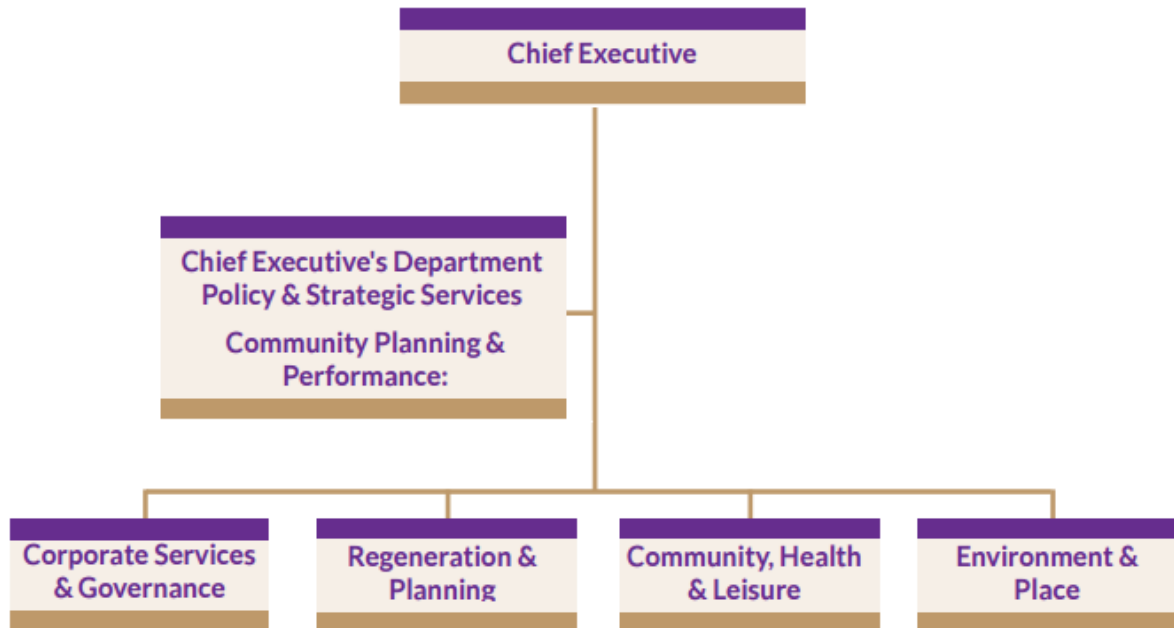 Chief Executive
Chief Executive's Department
Policy & Strategic Services
Community Planning &
Performance:
Corporate Services
& Governance
Regeneration &
Planning
Community, Health
& Leisure
Environment &
Place